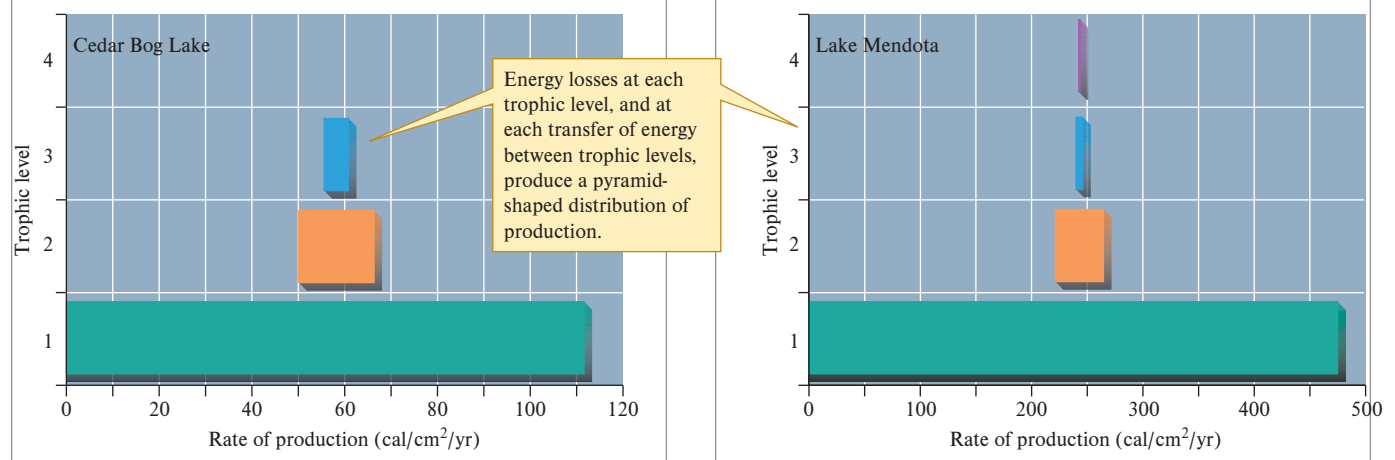 Cedar Bog Lake
Trophic level
4
3
2
1
0 20 40 60 80 100 120
Rate of production (cal/cm²/yr)
Energy losses at each
trophic level, and at
each transfer of energy
between trophic levels,
produce a pyramid-
shaped distribution of
production.
Lake Mendota
Trophic level
4
3
2
1
0 100 200 300 400 500
Rate of production (cal/cm²/yr)